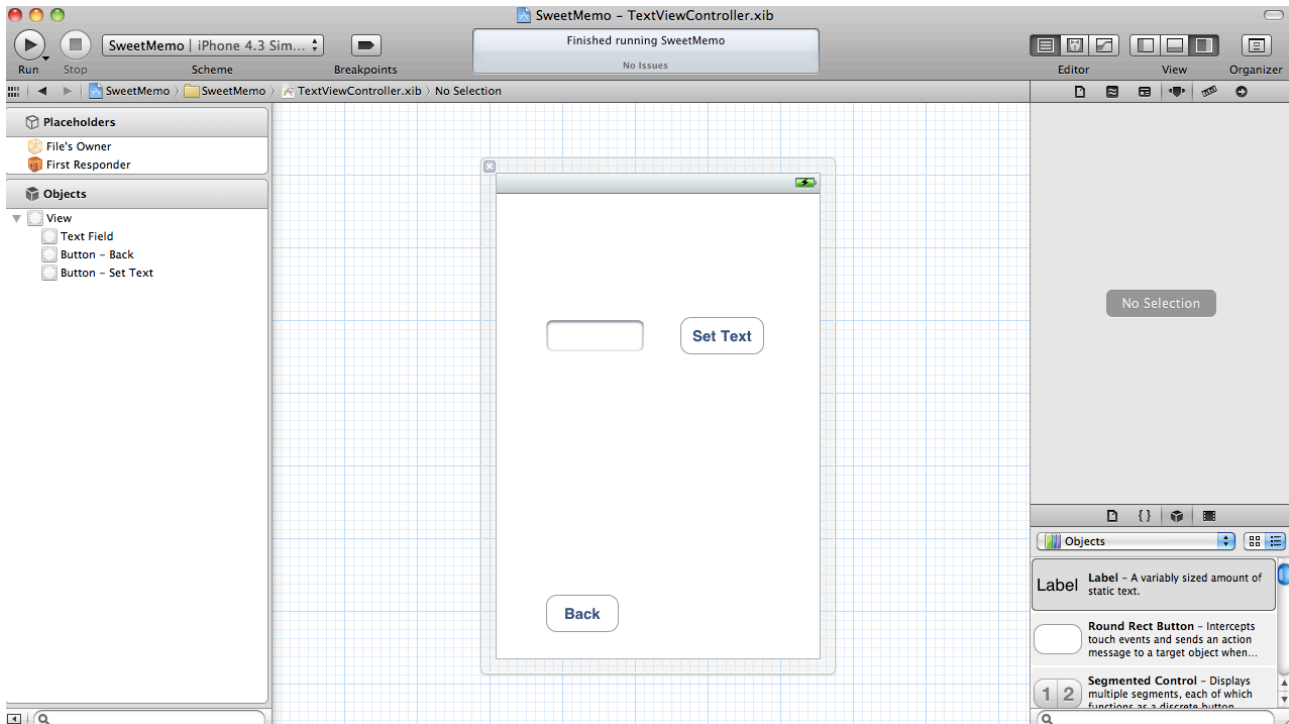 SweetMemo – TextViewController.xib
SweetMemo | iPhone 4.3 Sim...
Finished running SweetMemo
No Issues
Run Stop Scheme Breakpoints Editor View Organizer
SweetMemo SweetMemo TextViewController.xib No Selection
Placeholders
File's Owner
First Responder
Objects
View
Text Field
Button – Back
Button – Set Text
Set Text
Back
No Selection
{}
Objects
Label
Label – A variably sized amount of
static text.
Round Rect Button – Intercepts
touch events and sends an action
message to a target object when...
1 2
Segmented Control – Displays
multiple segments, each of which
functions as a discrete button